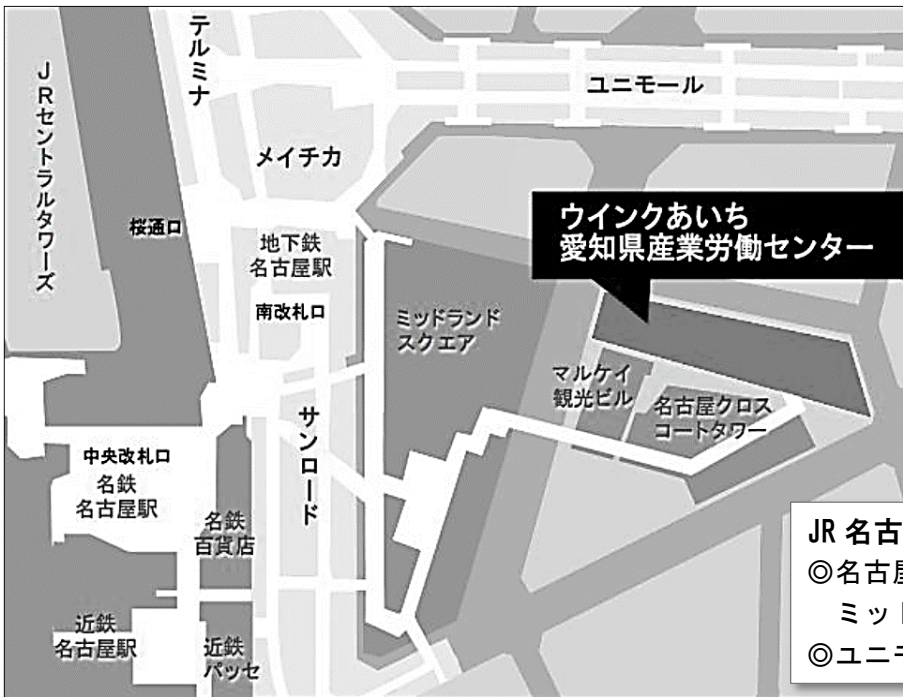 テルミナ
JRセントラルタワーズ
ユニモール
メイチカ
ウインクあいち
愛知県産業労働センター
桜通口
地下鉄
名古屋駅
南改札口
ミッドランド
スクエア
マルケイ
観光ビル
名古屋クロス
コートタワー
サンロード
中央改札口
名鉄
名古屋駅
名鉄
百貨店
近鉄
名古屋駅
近鉄
パッセ
JR 名古
◎名古屋
ミッド
◎ユニモ